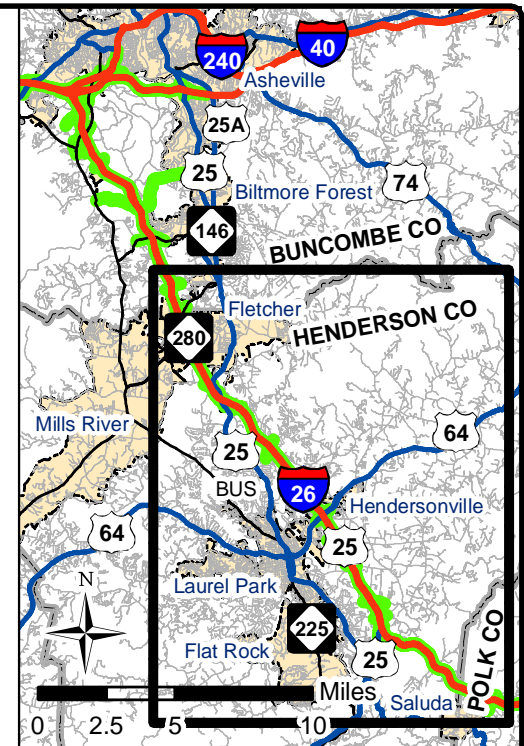 240
40
Asheville
25A
25
74
Biltmore Forest
146
BUNCOMBE CO
Fletcher
HENDERSON CO
280
Mills River
25
64
BUS
26
Hendersonville
64
25
N
Laurel Park
225
Flat Rock
25
POLK CO
Miles
Saluda
0 2.5 5 10